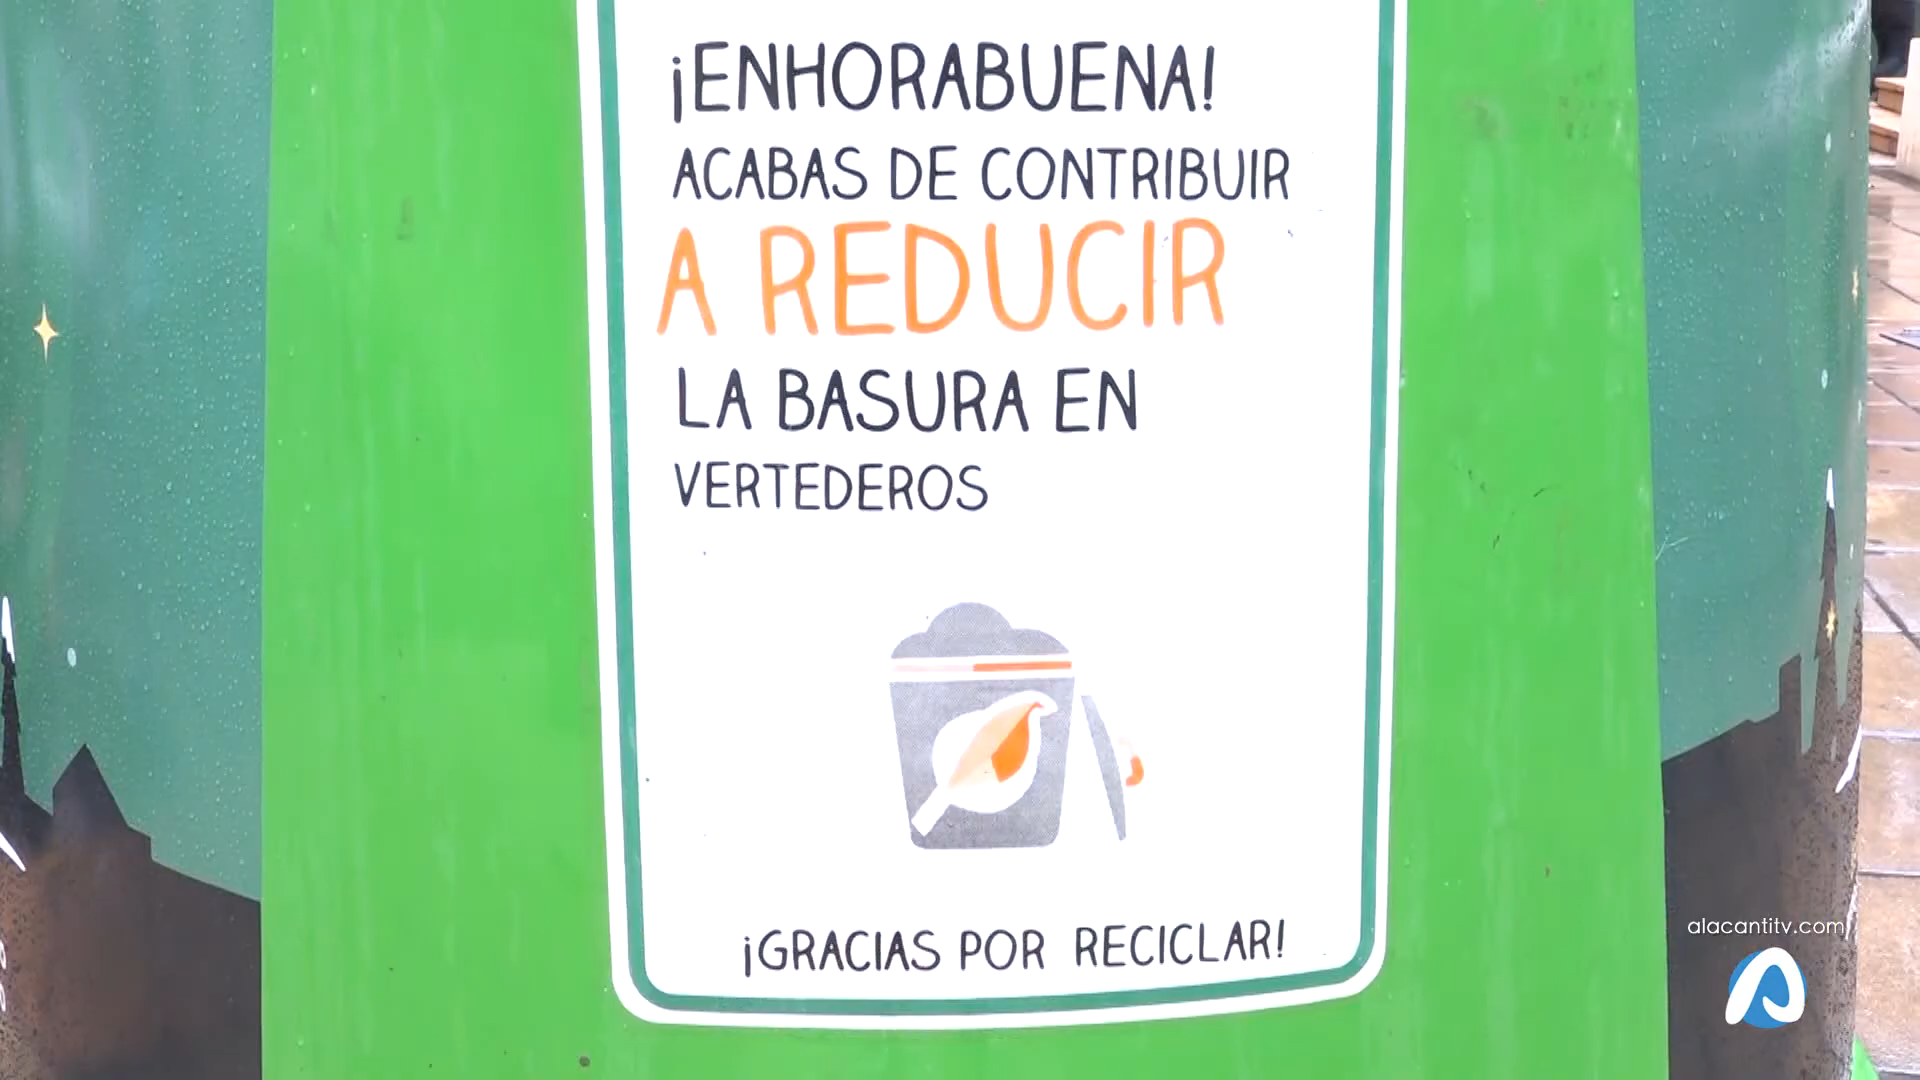 ¡ENHORABUENA!
ACABAS DE CONTRIBUIR
A REDUCIR
LA BASURA EN
VERTEDEROS
¡GRACIAS POR RECICLAR!
alacantitv.com